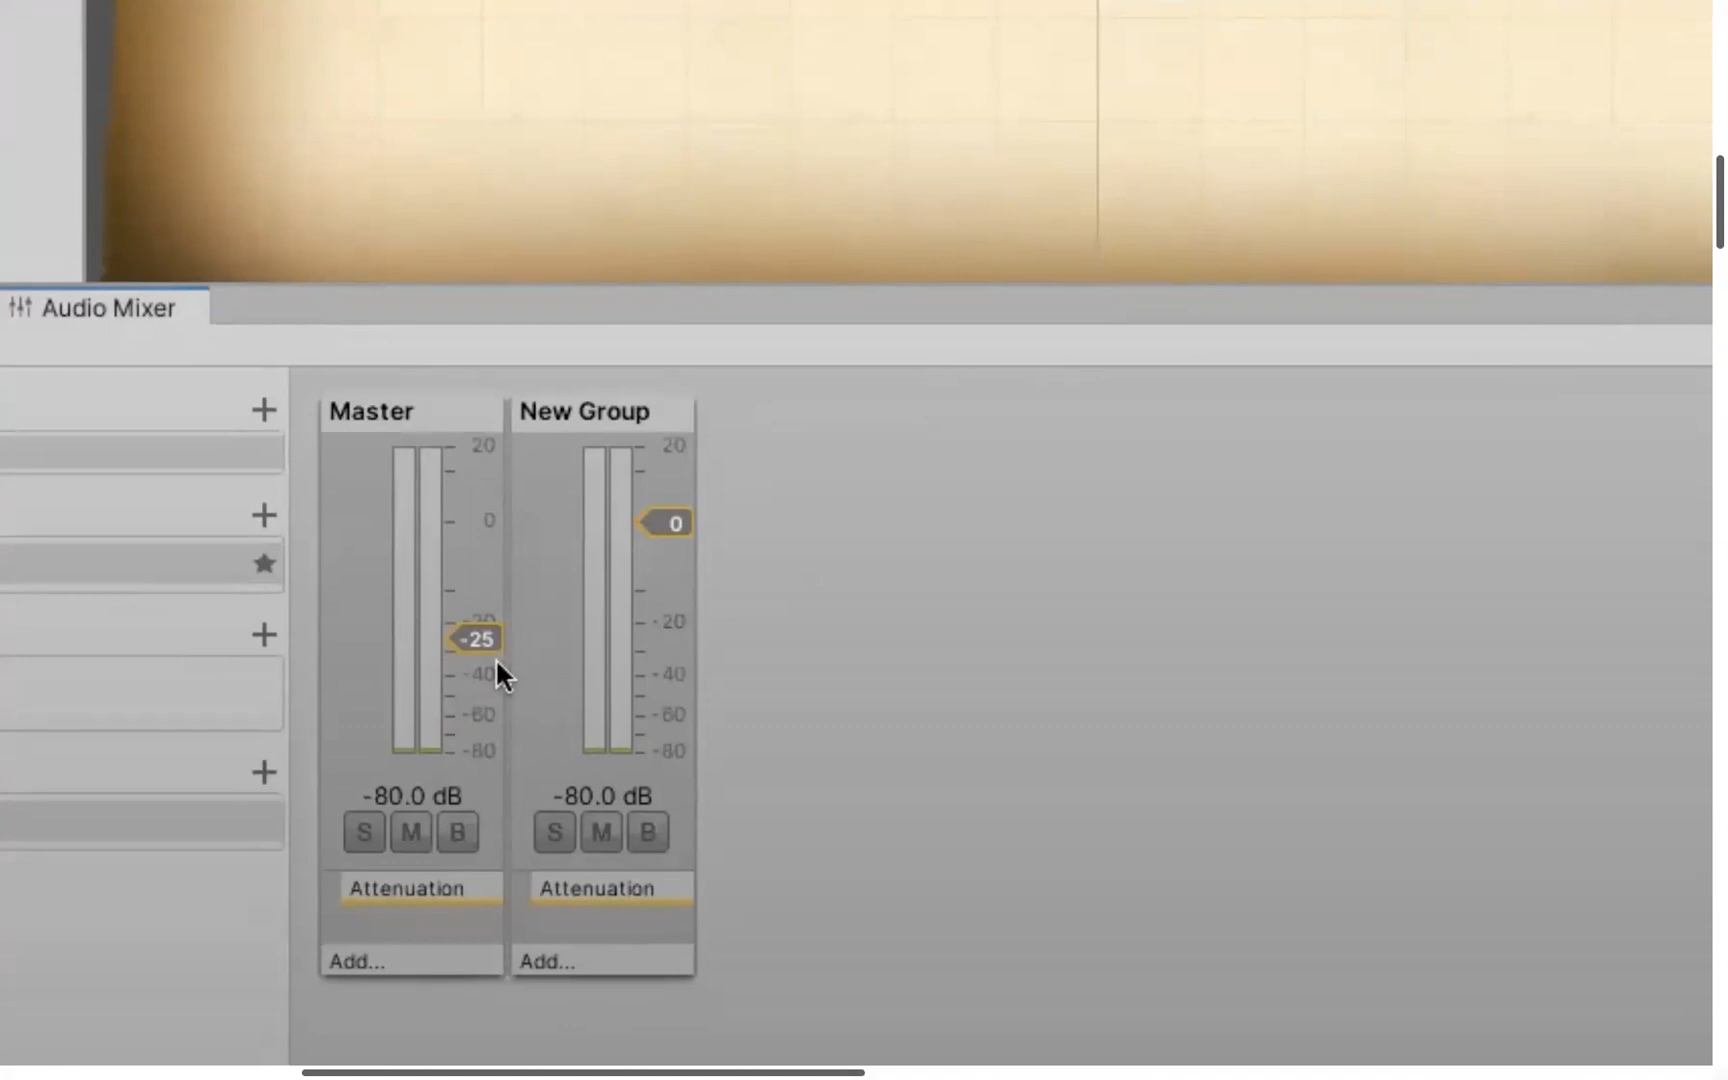 Audio Mixer
Master
New Group
20
20
0
0
-20
-25
-20
-40
-40
-60
-60
-80
-80
-80.0 dB
-80.0 dB
S M B
S M B
Attenuation
Attenuation
Add...
Add...